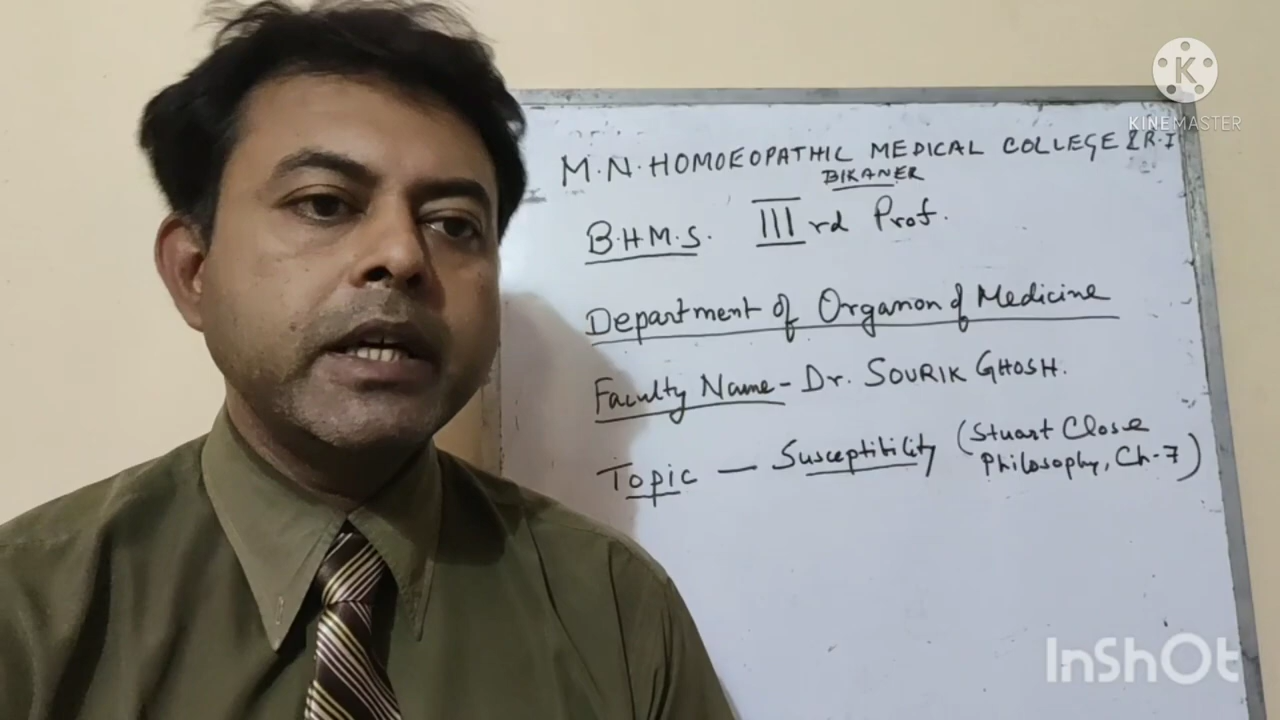 K
KINEMASTER
M.N. HOMOEOPATHIC MEDICAL COLLEGE & R.I
BIKANER
B.H.M.S. IIIrd Prof.
Department of Organon of Medicine
Faculty Name - Dr. SOURIK GHOSH.
Topic — Susceptibility (Stuart Close
Philosophy, Ch-7)
InShOt